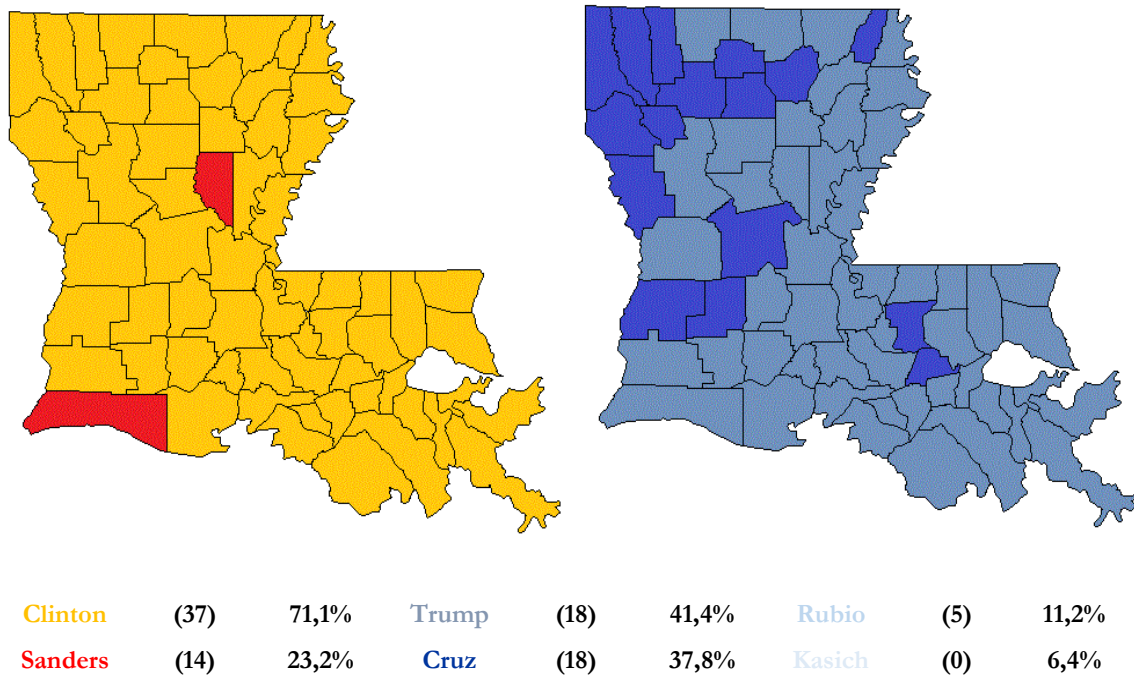 Clinton (37) 71,1% Trump (18) 41,4% Rubio (5) 11,2%
Sanders (14) 23,2% Cruz (18) 37,8% Kasich (0) 6,4%